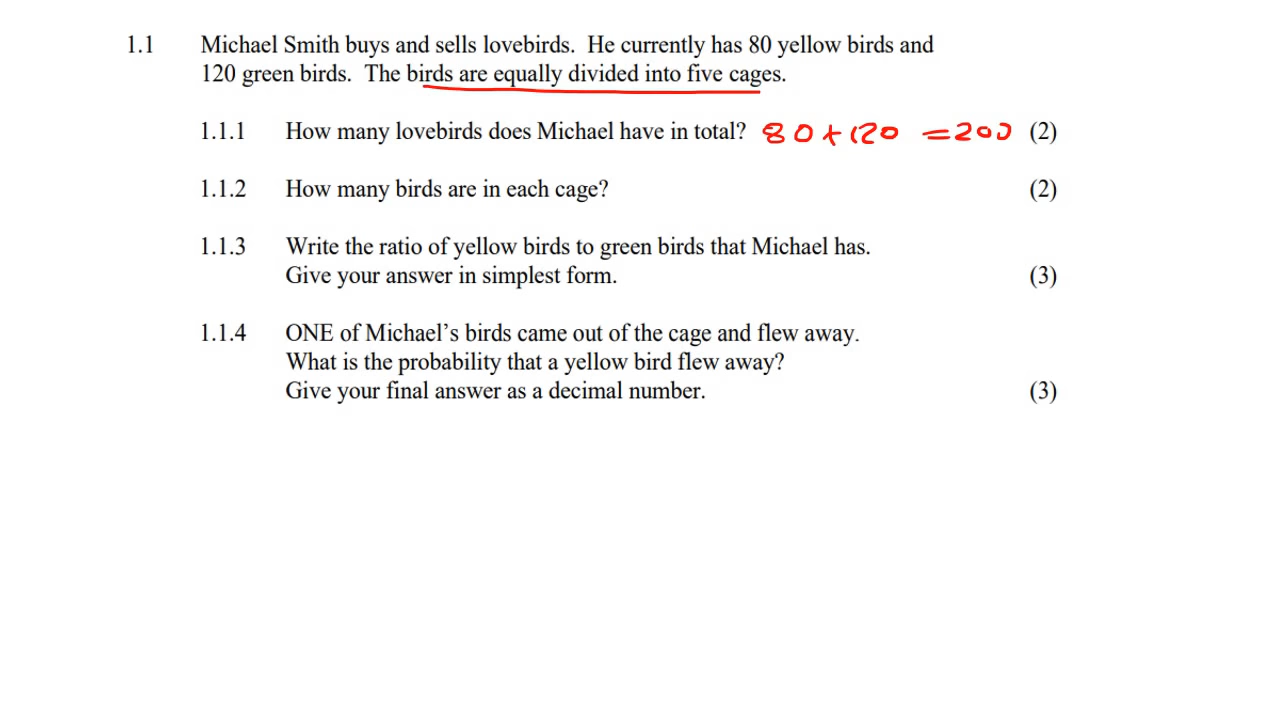 1.1 Michael Smith buys and sells lovebirds. He currently has 80 yellow birds and
120 green birds. The birds are equally divided into five cages.
1.1.1 How many lovebirds does Michael have in total? 80+120 =200 (2)
1.1.2 How many birds are in each cage? (2)
1.1.3 Write the ratio of yellow birds to green birds that Michael has.
Give your answer in simplest form. (3)
1.1.4 ONE of Michael's birds came out of the cage and flew away.
What is the probability that a yellow bird flew away?
Give your final answer as a decimal number. (3)